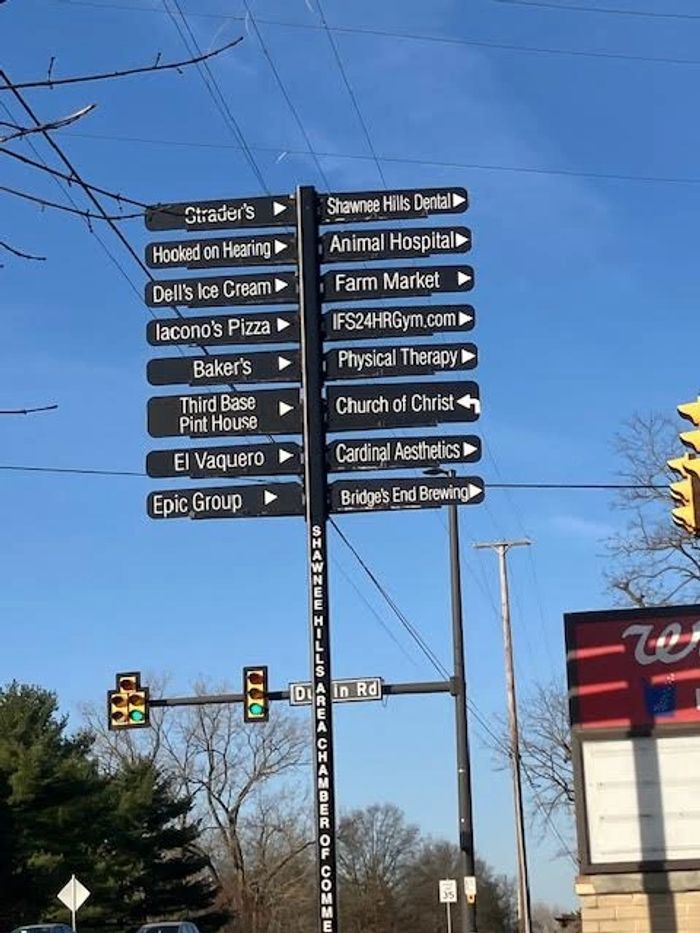 Strader's
Hooked on Hearing
Dell's Ice Cream
Iacono's Pizza
Baker's
Third Base
Pint House
El Vaquero
Epic Group
Shawnee Hills Dental
Animal Hospital
Farm Market
IFS24HRGym.com
Physical Therapy
Church of Christ
Cardinal Aesthetics
Bridge's End Brewing
SHAWNEE HILLS AREA CHAMBER OF COMME
Rd
35